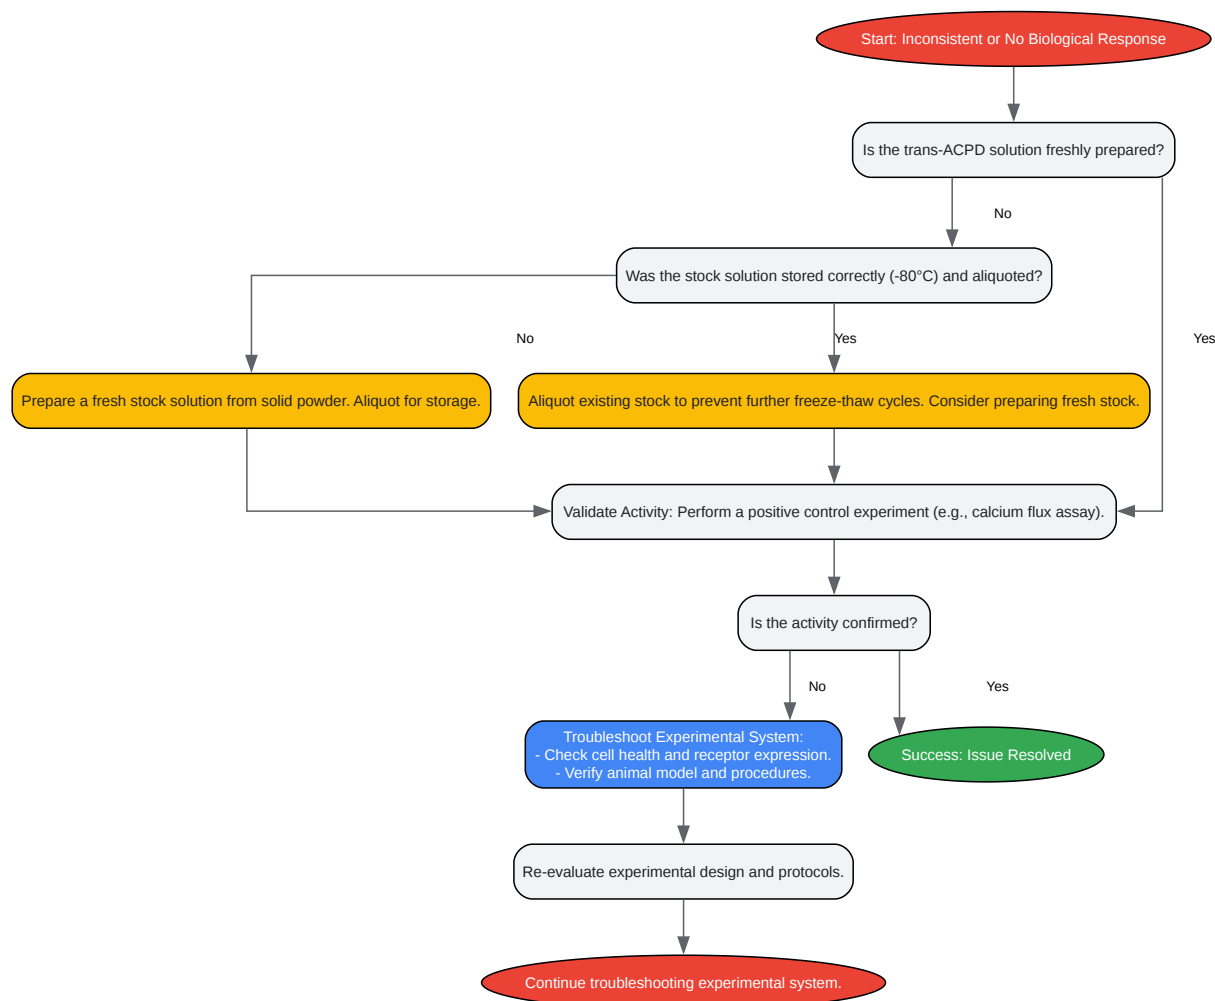 Start: Inconsistent or No Biological Response
Is the trans-ACPD solution freshly prepared?
No
Was the stock solution stored correctly (-80°C) and aliquoted?
No
Yes
Yes
Prepare a fresh stock solution from solid powder. Aliquot for storage.
Aliquot existing stock to prevent further freeze-thaw cycles. Consider preparing fresh stock.
Validate Activity: Perform a positive control experiment (e.g., calcium flux assay).
Is the activity confirmed?
No
Yes
Troubleshoot Experimental System:
- Check cell health and receptor expression.
- Verify animal model and procedures.
Success: Issue Resolved
Re-evaluate experimental design and protocols.
Continue troubleshooting experimental system.